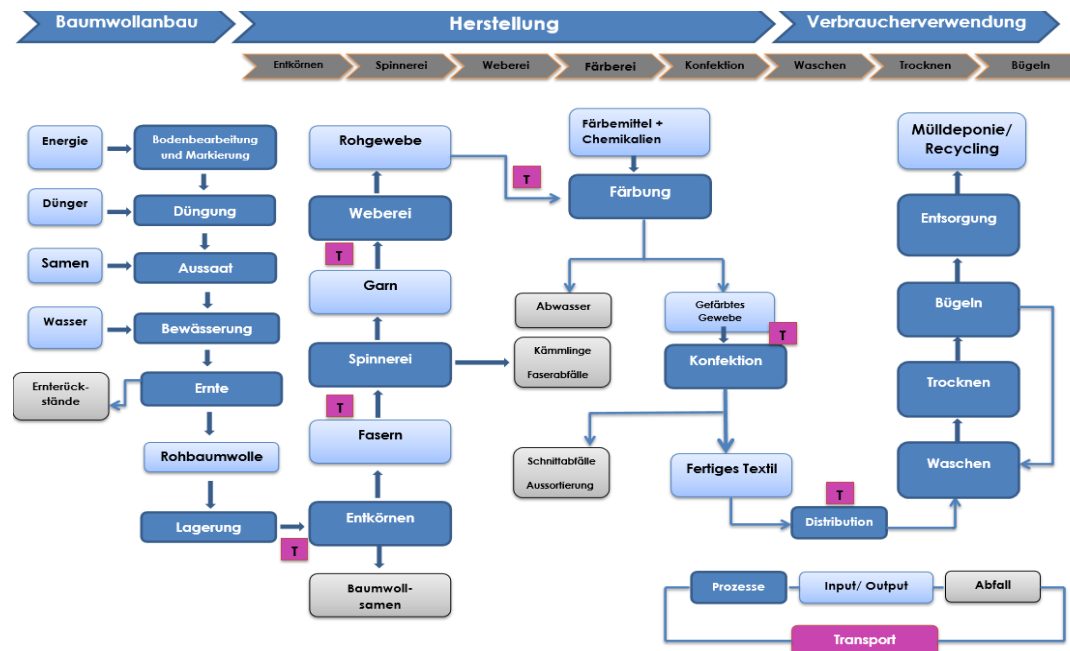 Baumwollanbau
Herstellung
Verbraucherverwendung
Entkörnen
Spinnerei
Weberei
Färberei
Konfektion
Waschen
Trocknen
Bügeln
Energie
Bodenbearbeitung
und Markierung
Dünger
Düngung
Samen
Aussaat
Wasser
Bewässerung
Ernterück-
stände
Ernte
Rohbaumwolle
Lagerung
T
Rohgewebe
Weberei
T
Garn
Spinnerei
T
Fasern
Entkörnen
Baumwoll-
samen
Kämmlinge
Faserabfälle
T
Färbemittel +
Chemikalien
Färbung
Abwasser
Gefärbtes
Gewebe
T
Konfektion
Schnittabfälle
Aussortierung
Fertiges Textil
T
Distribution
Mülldeponie/
Recycling
Entsorgung
Bügeln
Trocknen
Waschen
Prozesse
Input/ Output
Abfall
Transport